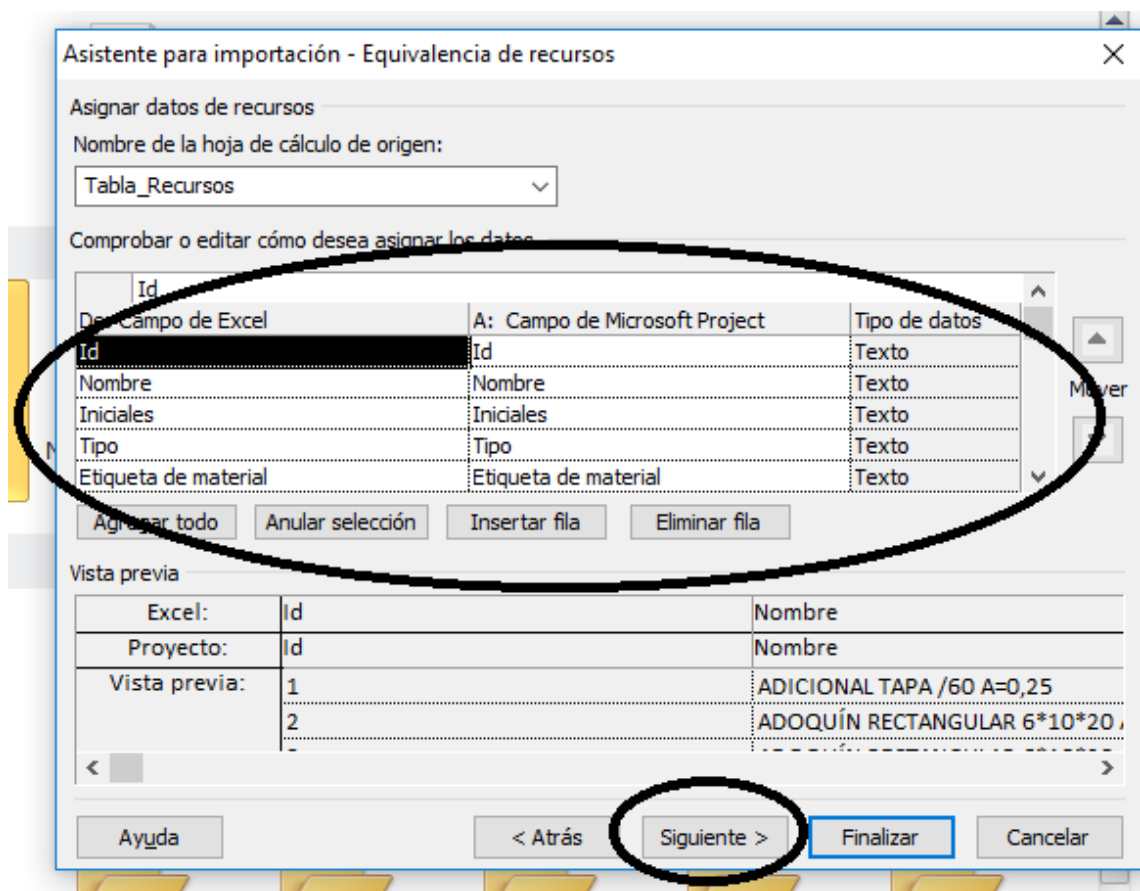 Asistente para importación - Equivalencia de recursos
Asignar datos de recursos
Nombre de la hoja de cálculo de origen:
Tabla_Recursos
Comprobar o editar cómo desea asignar los datos
Id
De: Campo de Excel A: Campo de Microsoft Project Tipo de datos
Id Id Texto
Nombre Nombre Texto
Iniciales Iniciales Texto
Tipo Tipo Texto
Etiqueta de material Etiqueta de material Texto
Mover
Agregar todo Anular selección Insertar fila Eliminar fila
Vista previa
Excel: Id Nombre
Proyecto: Id Nombre
Vista previa: 1 ADICIONAL TAPA /60 A=0,25
2 ADOQUÍN RECTANGULAR 6*10*20
Ayuda < Atrás Siguiente > Finalizar Cancelar